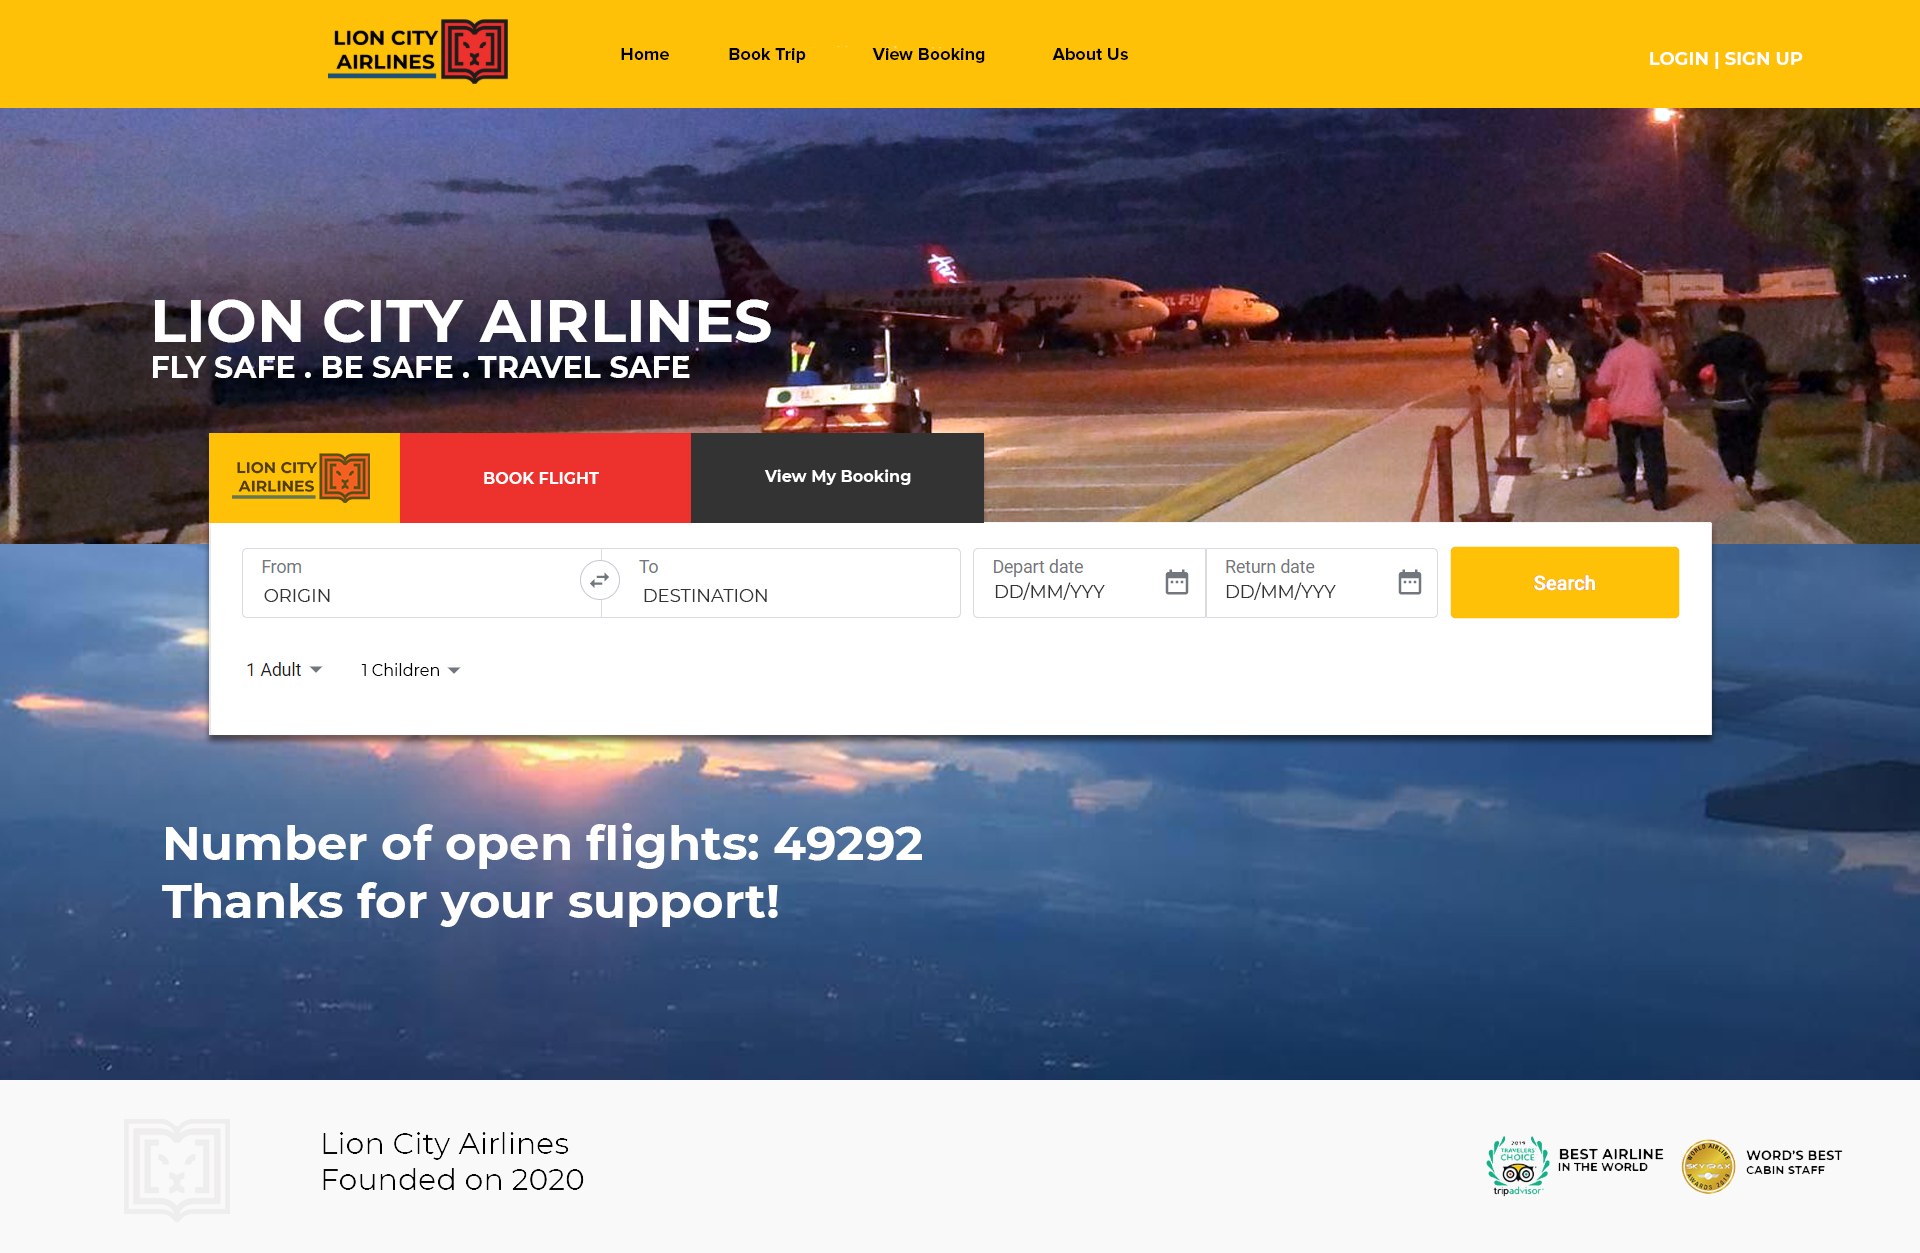 LION CITY
AIRLINES
Home
Book Trip
View Booking
About Us
LOGIN | SIGN UP
LION CITY AIRLINES
FLY SAFE . BE SAFE . TRAVEL SAFE
LION CITY
AIRLINES
BOOK FLIGHT
View My Booking
From
ORIGIN
To
DESTINATION
Depart date
DD/MM/YYY
Return date
DD/MM/YYY
Search
1 Adult
1 Children
Number of open flights: 49292
Thanks for your support!
Lion City Airlines
Founded on 2020
2019
TRAVELERS'
CHOICE
tripadvisor
BEST AIRLINE
IN THE WORLD
WORLD AIRLINE
SKYTRAX
AWARDS 2019
WORD'S BEST
CABIN STAFF